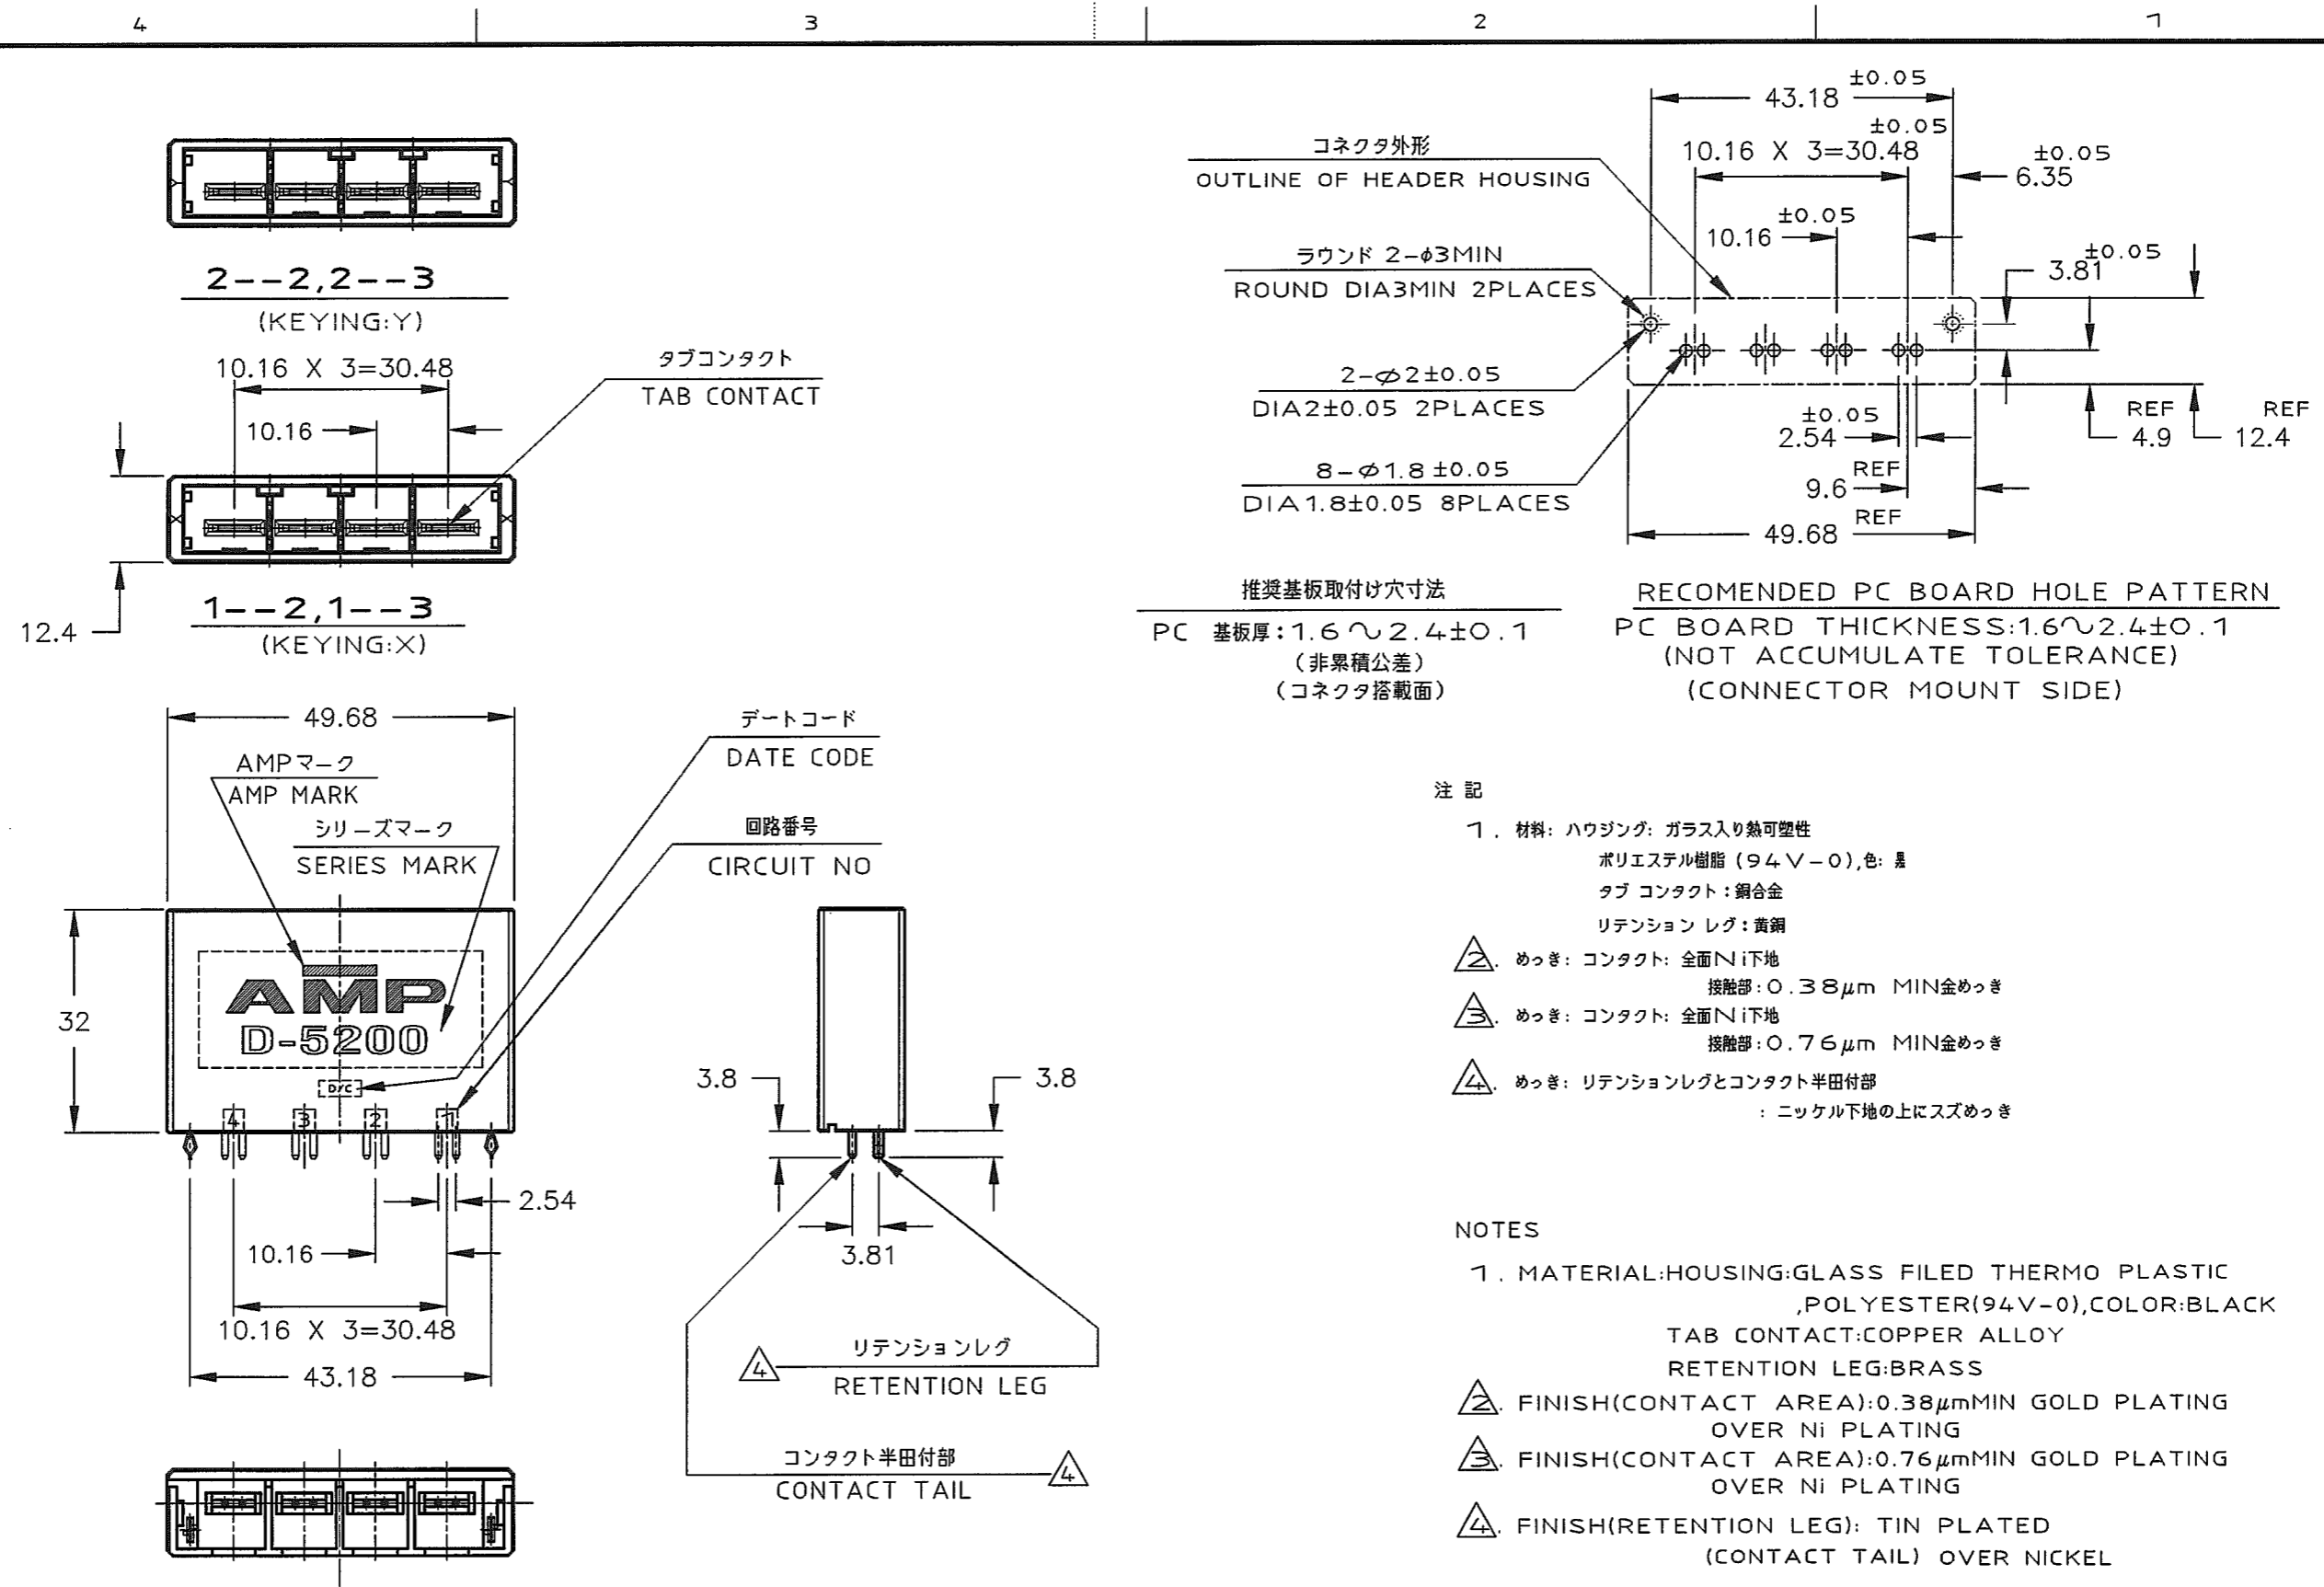 4
3
2
1
2--2,2--3
(KEYING:Y)
10.16 X 3=30.48
10.16
タブコンタクト
TAB CONTACT
12.4
1--2,1--3
(KEYING:X)
49.68
AMPマーク
AMP MARK
シリーズマーク
SERIES MARK
デートコード
DATE CODE
回路番号
CIRCUIT NO
32
AMP
D-5200
D/C
4
3
2
1
2.54
10.16
10.16 X 3=30.48
43.18
3.8
3.8
3.81
4
リテンションレグ
RETENTION LEG
コンタクト半田付部
CONTACT TAIL
4
±0.05
43.18
±0.05
10.16 X 3=30.48
±0.05
6.35
±0.05
10.16
±0.05
3.81
コネクタ外形
OUTLINE OF HEADER HOUSING
ラウンド 2-φ3MIN
ROUND DIA3MIN 2PLACES
2-φ2±0.05
DIA2±0.05 2PLACES
8-φ1.8±0.05
DIA1.8±0.05 8PLACES
±0.05
2.54
REF
4.9
REF
12.4
REF
9.6
REF
49.68
推奨基板取付け穴寸法
PC 基板厚:1.6〜2.4±0.1
(非累積公差)
(コネクタ搭載面)
RECOMENDED PC BOARD HOLE PATTERN
PC BOARD THICKNESS:1.6〜2.4±0.1
(NOT ACCUMULATE TOLERANCE)
(CONNECTOR MOUNT SIDE)
注 記
1. 材料: ハウジング: ガラス入り熱可塑性
ポリエステル樹脂 (94V-0),色: 黒
タブ コンタクト:銅合金
リテンション レグ:黄銅
2. めっき: コンタクト: 全面Ni下地
接触部:0.38μm MIN金めっき
3. めっき: コンタクト: 全面Ni下地
接触部:0.76μm MIN金めっき
4. めっき: リテンションレグとコンタクト半田付部
: ニッケル下地の上にスズめっき
NOTES
1. MATERIAL:HOUSING:GLASS FILED THERMO PLASTIC
,POLYESTER(94V-0),COLOR:BLACK
TAB CONTACT:COPPER ALLOY
RETENTION LEG:BRASS
2. FINISH(CONTACT AREA):0.38μmMIN GOLD PLATING
OVER Ni PLATING
3. FINISH(CONTACT AREA):0.76μmMIN GOLD PLATING
OVER Ni PLATING
4. FINISH(RETENTION LEG): TIN PLATED
(CONTACT TAIL) OVER NICKEL